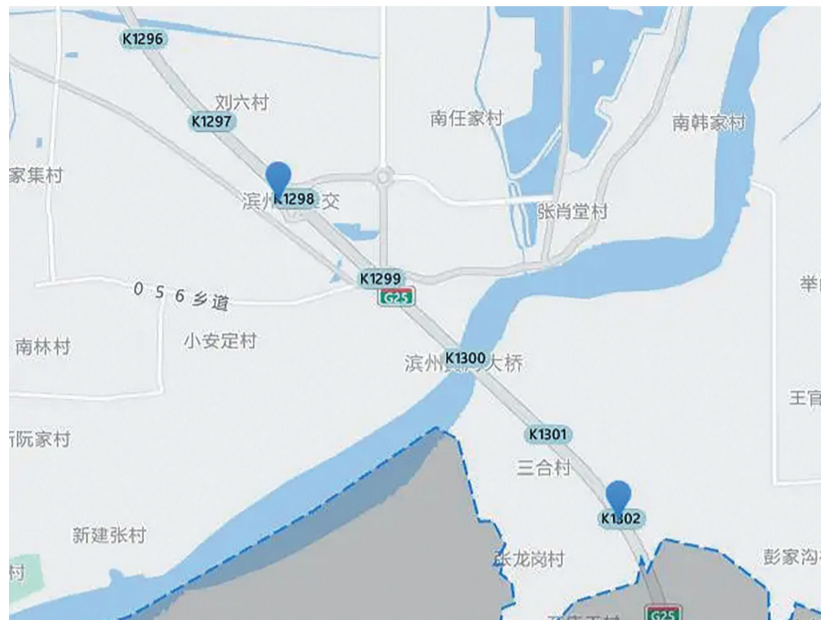 K1296
刘六村
K1297
南任家村
南韩家村
家集村
滨州
K1298
交
张肖堂村
K1299
G25
056乡道
举
南林村
小安定村
滨州
K1300
大桥
王官
阮家村
K1301
三合村
K1302
新建张村
张龙岗村
彭家沟
村
G25